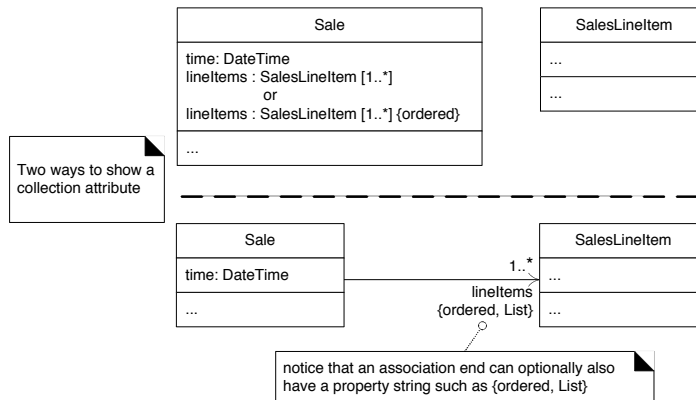 Sale
time: DateTime
lineItems : SalesLineItem [1..*]
or
lineItems : SalesLineItem [1..*] {ordered}
...
SalesLineItem
...
...
Two ways to show a
collection attribute
Sale
time: DateTime
...
1..*
lineItems
{ordered, List}
SalesLineItem
...
...
notice that an association end can optionally also
have a property string such as {ordered, List}